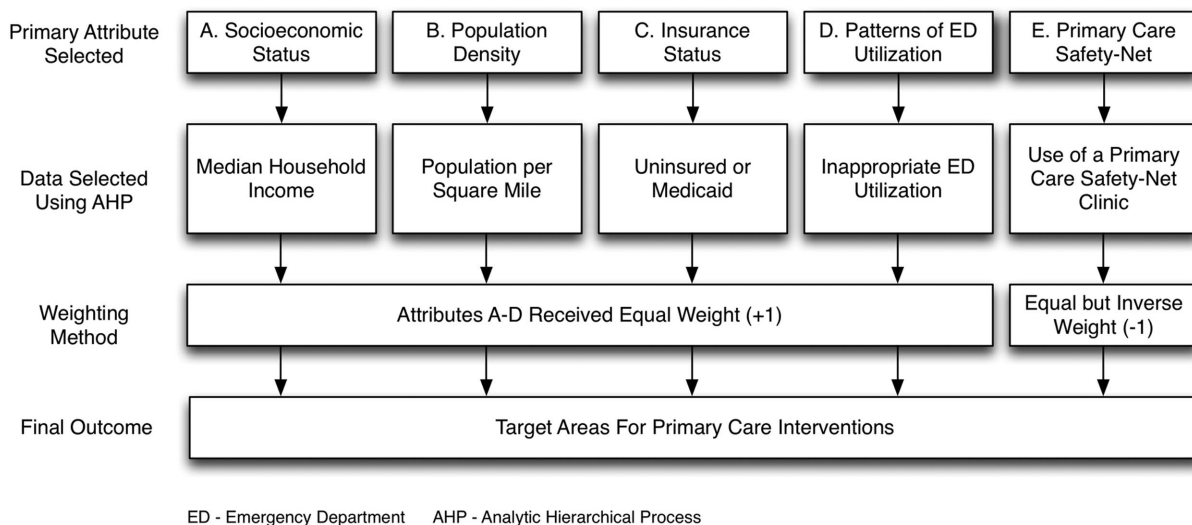 Primary Attribute
Selected
A. Socioeconomic
Status
B. Population
Density
C. Insurance
Status
D. Patterns of ED
Utilization
E. Primary Care
Safety-Net
Data Selected
Using AHP
Median Household
Income
Population per
Square Mile
Uninsured or
Medicaid
Inappropriate ED
Utilization
Use of a Primary
Care Safety-Net
Clinic
Weighting
Method
Attributes A-D Received Equal Weight (+1)
Equal but Inverse
Weight (-1)
Final Outcome
Target Areas For Primary Care Interventions
ED - Emergency Department AHP - Analytic Hierarchical Process